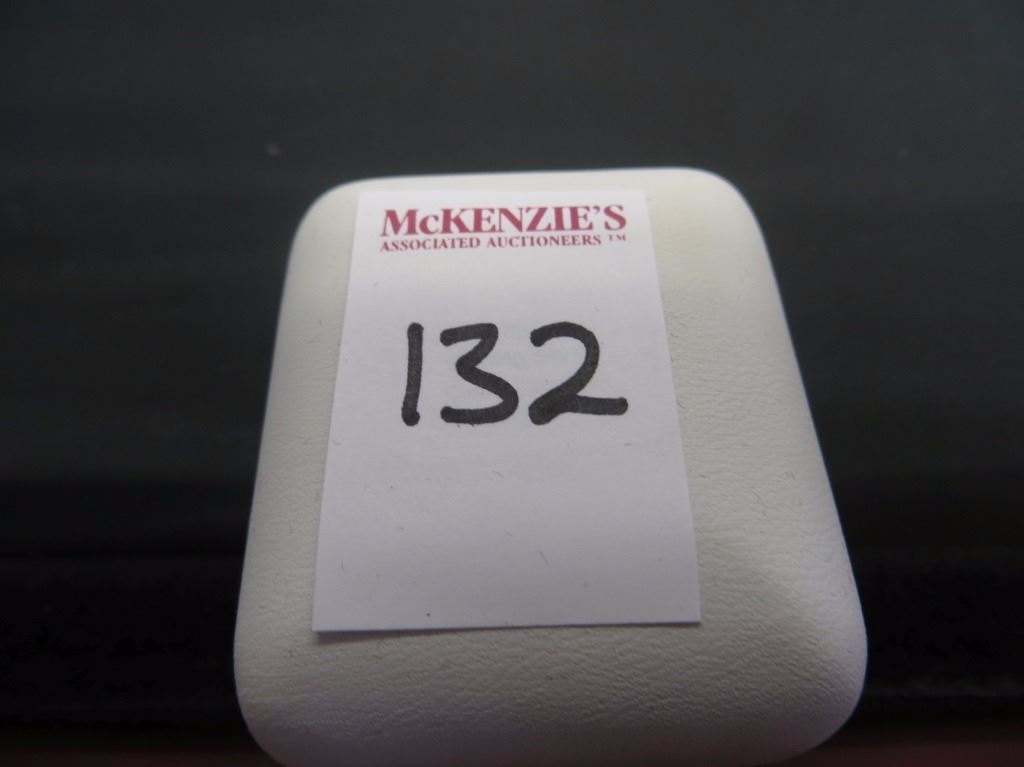 McKENZIE'S
ASSOCIATED AUCTIONEERS ™
132